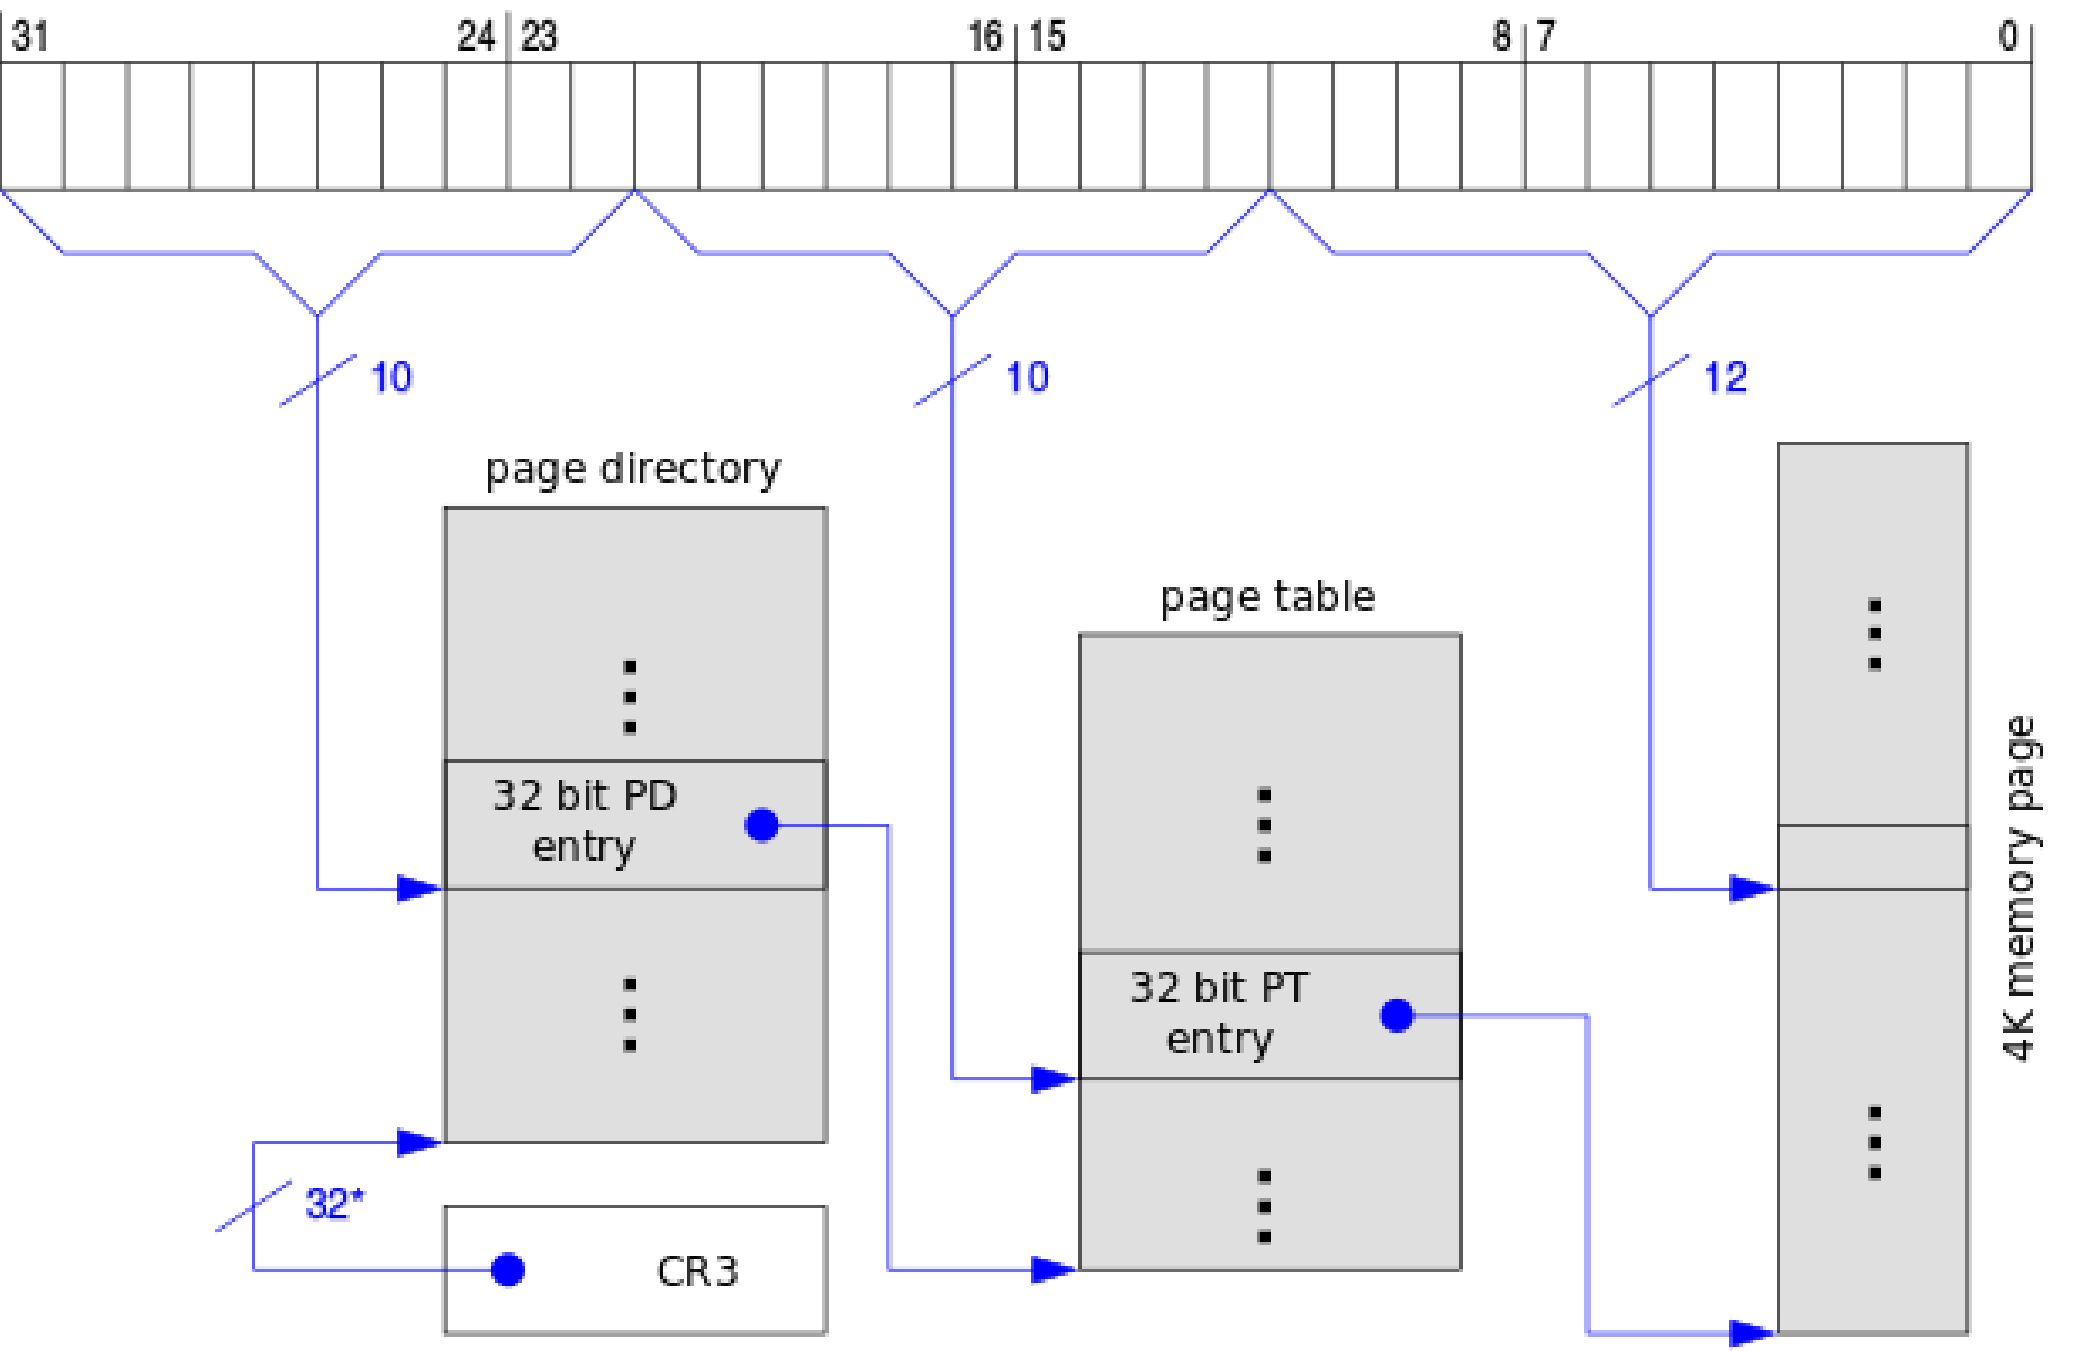 31 24 23 16 15 8 7 0
10 10 12
page directory
page table
32 bit PD
entry
32 bit PT
entry
4K memory page
32*
CR3